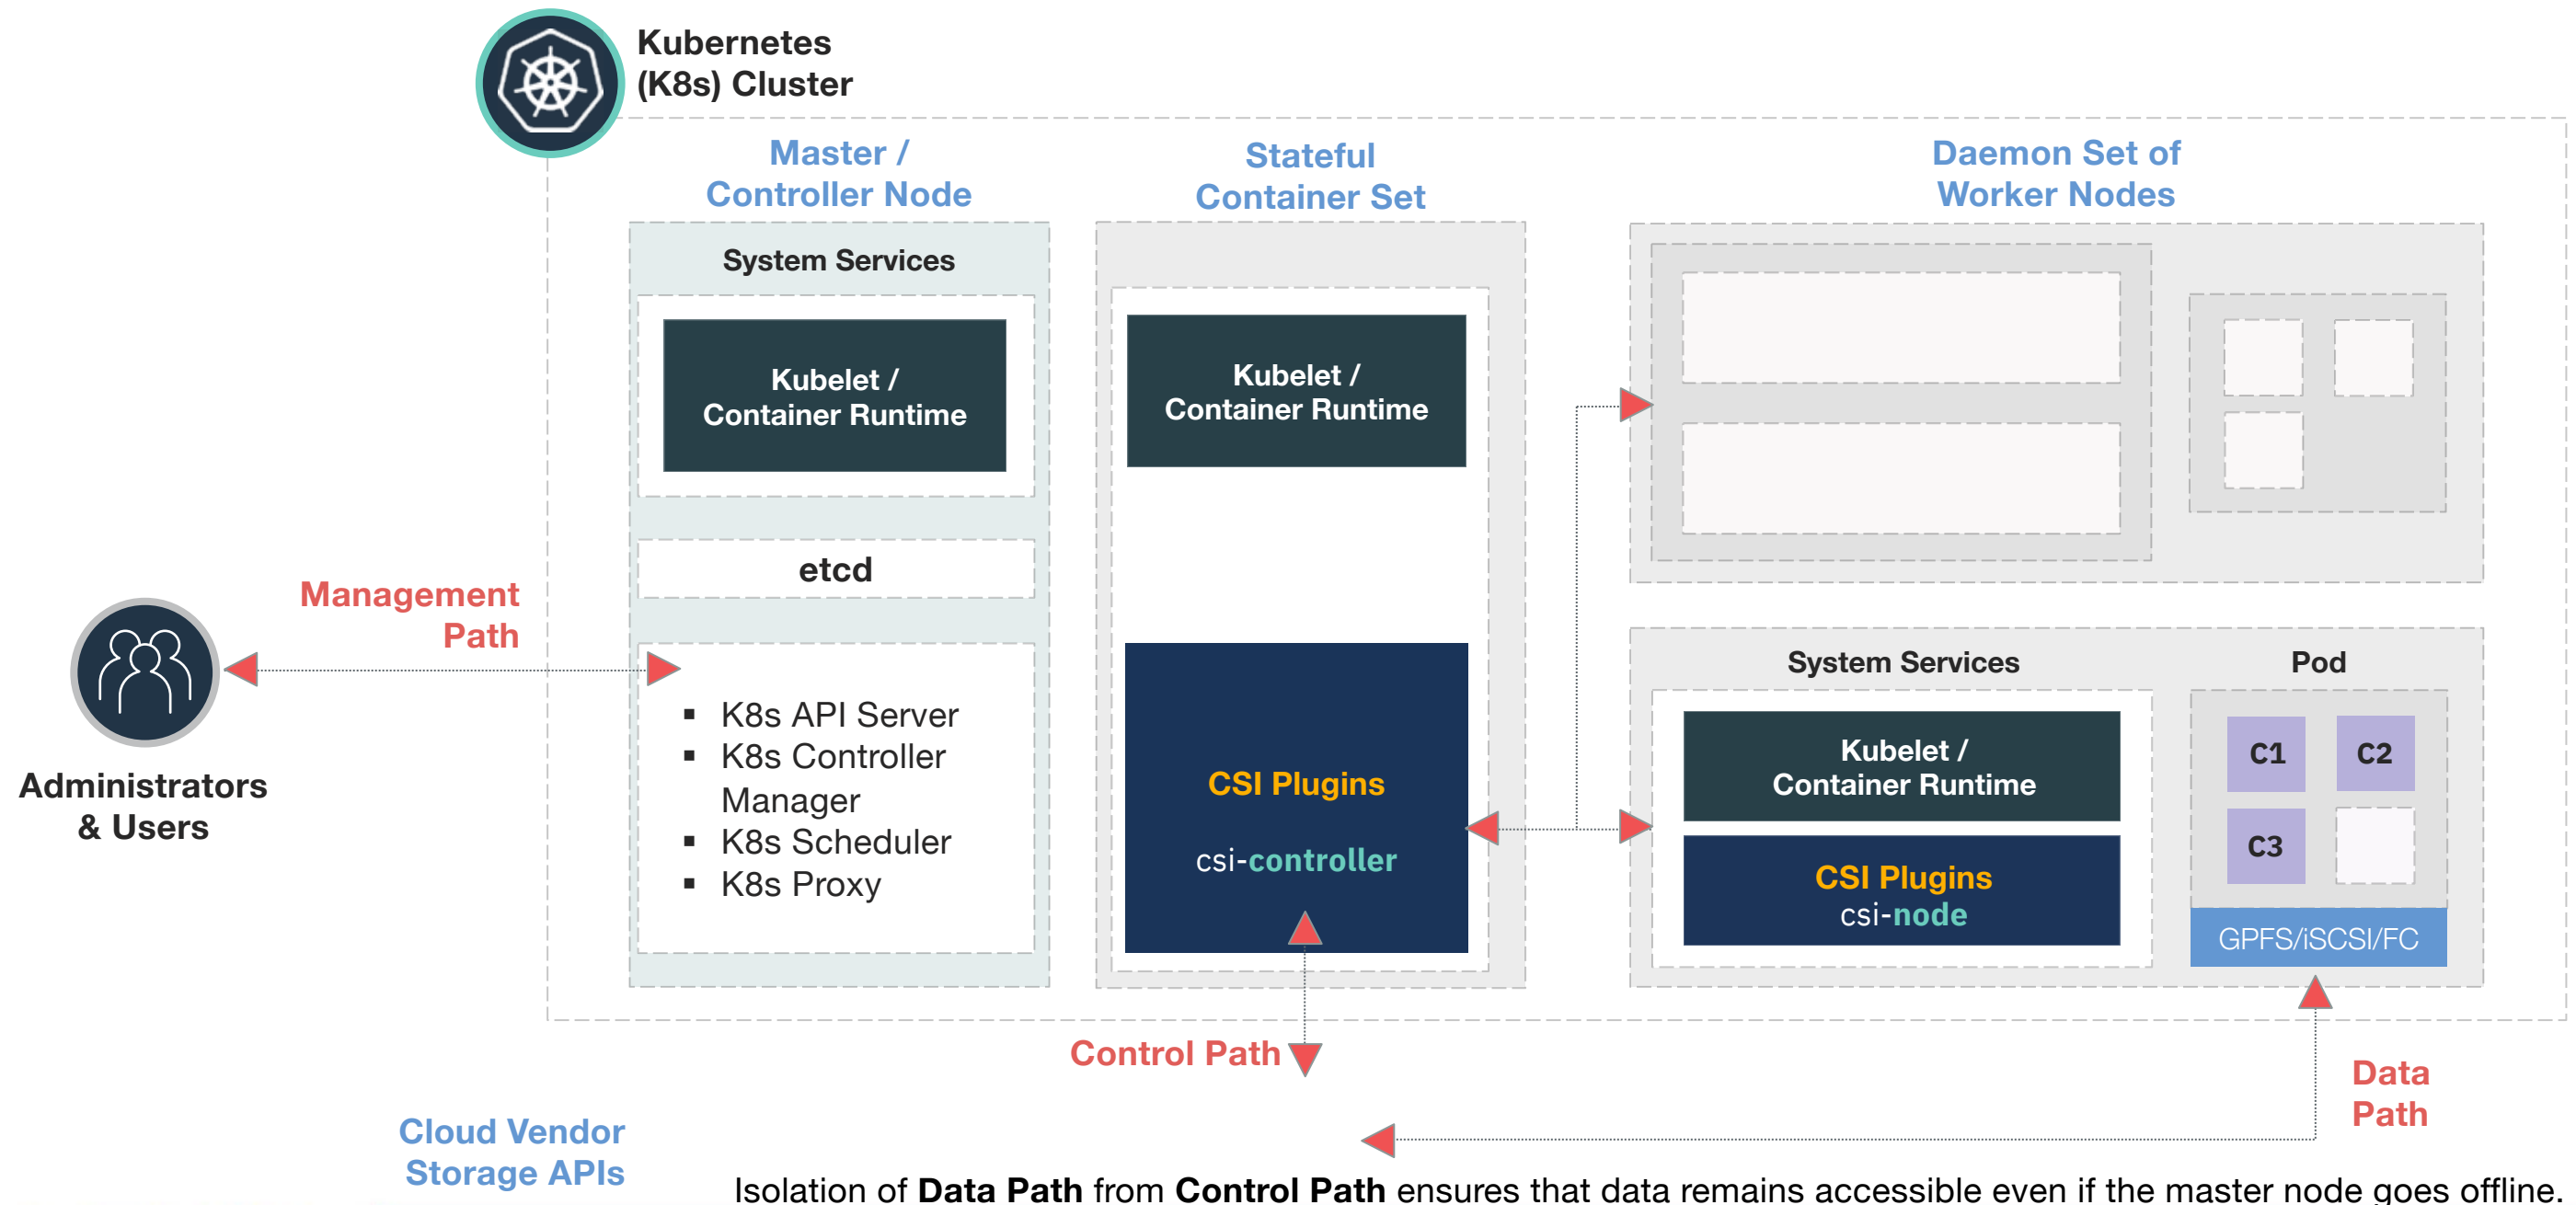 Kubernetes
(K8s) Cluster
Master /
Controller Node
System Services
Kubelet /
Container Runtime
etcd
▪ K8s API Server
▪ K8s Controller
Manager
▪ K8s Scheduler
▪ K8s Proxy
Stateful
Container Set
Kubelet /
Container Runtime
CSI Plugins
csi-controller
Daemon Set of
Worker Nodes
System Services
Kubelet /
Container Runtime
CSI Plugins
csi-node
Pod
C1 C2
C3
GPFS/iSCSI/FC
Management
Path
Administrators
& Users
Control Path
Data
Path
Cloud Vendor
Storage APIs
Isolation of Data Path from Control Path ensures that data remains accessible even if the master node goes offline.